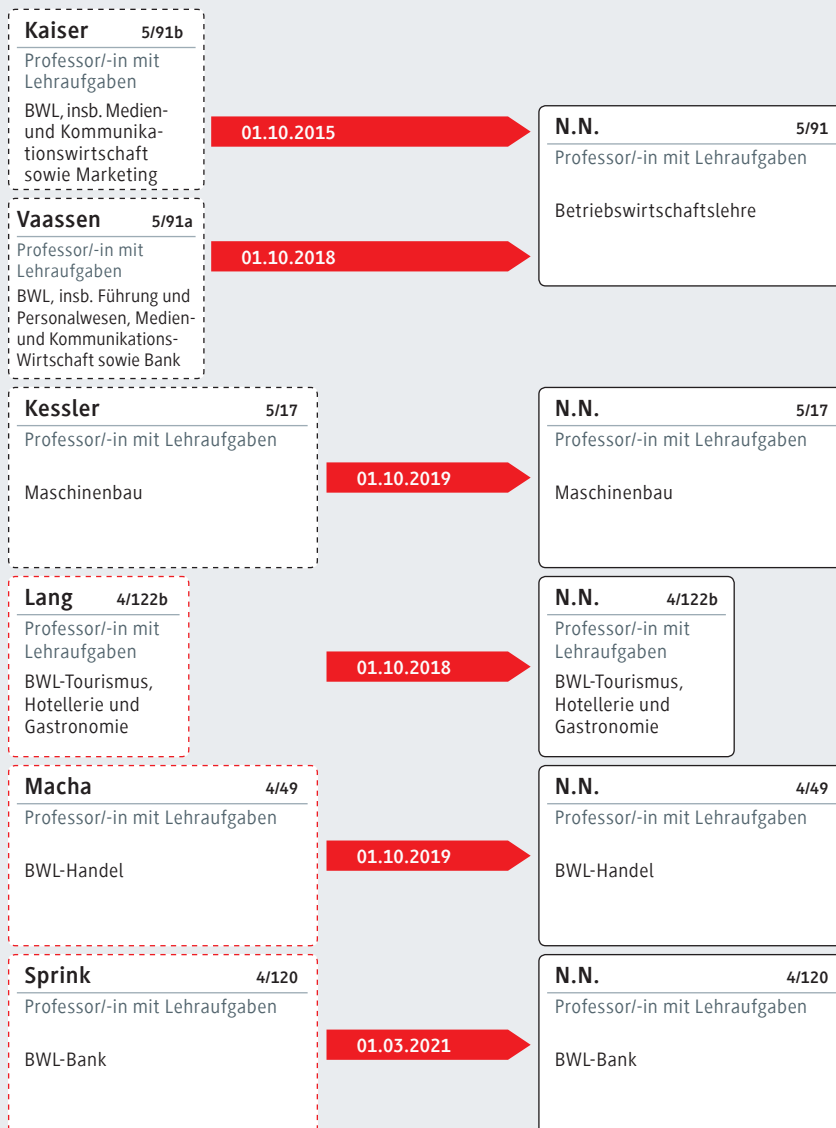 Kaiser 5/91b
Professor/-in mit
Lehraufgaben
BWL, insb. Medien-
und Kommunika-
tionswirtschaft
sowie Marketing
01.10.2015
N.N. 5/91
Professor/-in mit Lehraufgaben
Betriebswirtschaftslehre
Vaassen 5/91a
Professor/-in mit
Lehraufgaben
BWL, insb. Führung und
Personalwesen, Medien-
und Kommunikations-
Wirtschaft sowie Bank
01.10.2018
Kessler 5/17
Professor/-in mit Lehraufgaben
Maschinenbau
01.10.2019
N.N. 5/17
Professor/-in mit Lehraufgaben
Maschinenbau
Lang 4/122b
Professor/-in mit
Lehraufgaben
BWL-Tourismus,
Hotellerie und
Gastronomie
01.10.2018
N.N. 4/122b
Professor/-in mit
Lehraufgaben
BWL-Tourismus,
Hotellerie und
Gastronomie
Macha 4/49
Professor/-in mit Lehraufgaben
BWL-Handel
01.10.2019
N.N. 4/49
Professor/-in mit Lehraufgaben
BWL-Handel
Sprink 4/120
Professor/-in mit Lehraufgaben
BWL-Bank
01.03.2021
N.N. 4/120
Professor/-in mit Lehraufgaben
BWL-Bank